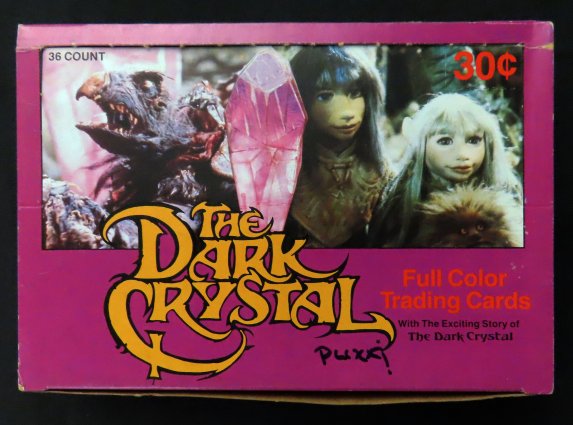 36 COUNT
30¢
THE
DARK
CRYSTAL
Full Color
Trading Cards
With The Exciting Story of
The Dark Crystal